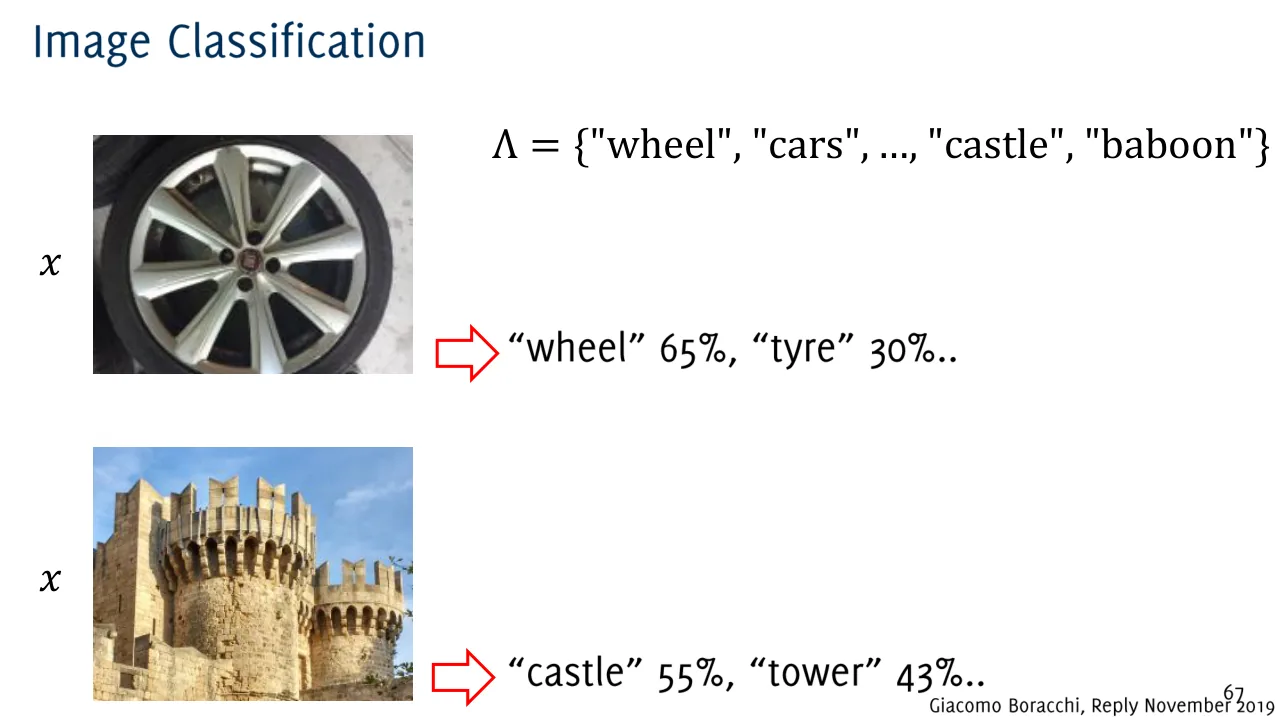 Image Classification
Λ = {"wheel", "cars", …, "castle", "baboon"}
x
“wheel” 65%, “tyre” 30%..
x
“castle” 55%, “tower” 43%..
67
Giacomo Boracchi, Reply November 2019